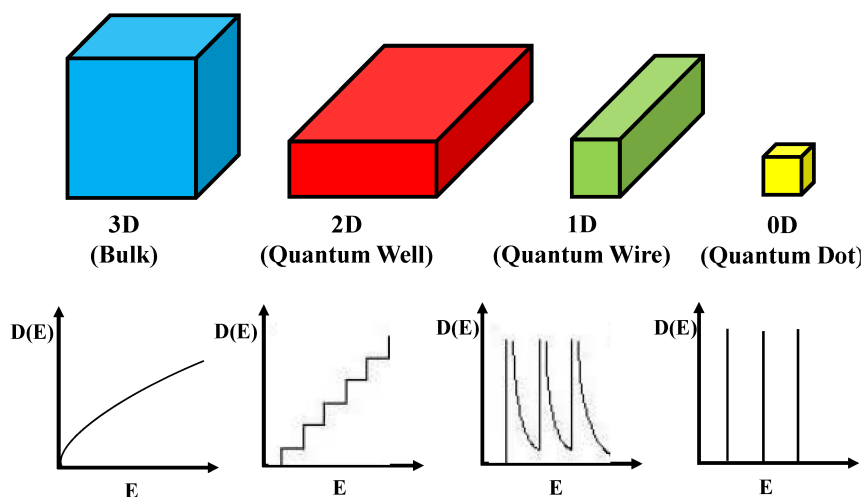 3D
(Bulk)
2D
(Quantum Well)
1D
(Quantum Wire)
0D
(Quantum Dot)
D(E)
E
D(E)
E
D(E)
E
D(E)
E